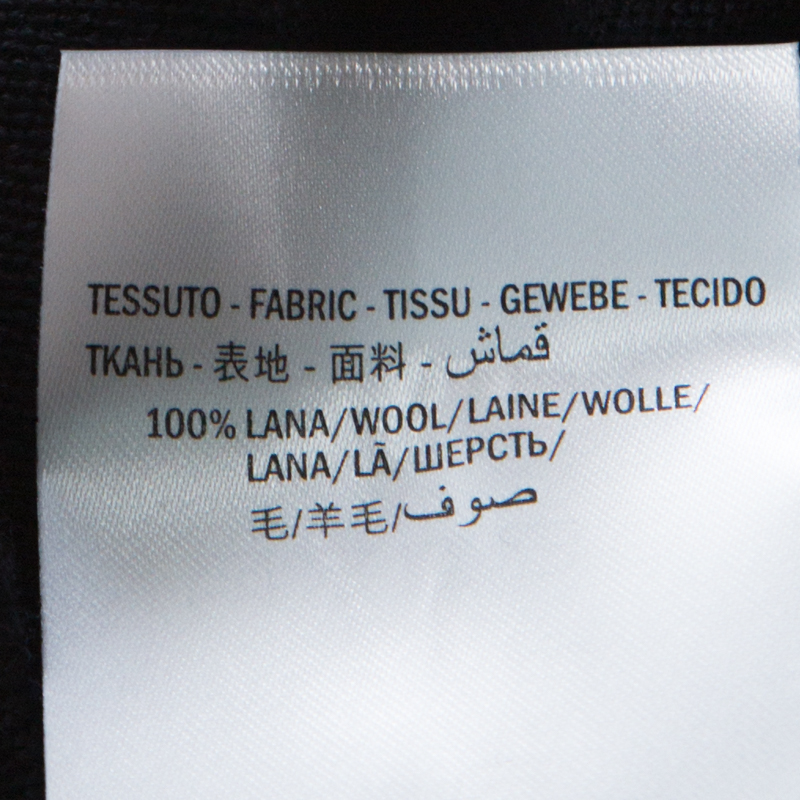 TESSUTO - FABRIC - TISSU - GEWEBE - TECIDO
ТКАНЬ - 表地 - 面料 - قماش
100% LANA/WOOL/LAINE/WOLLE/
LANA/LÃ/ШЕРСТЬ/
毛/羊毛/صوف